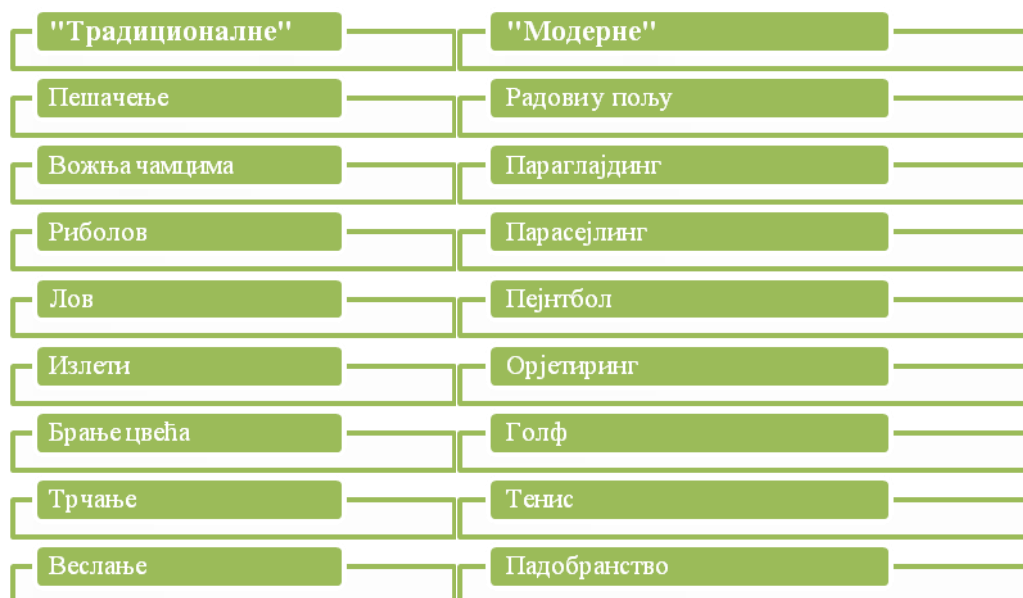 "Традиционалне"
"Модерне"
Пешачење
Радови у пољу
Вожња чамцима
Параглајдинг
Риболов
Парасејлинг
Лов
Пејнтбол
Излети
Орјетиринг
Брање цвећа
Голф
Трчање
Тенис
Веслање
Падобранство